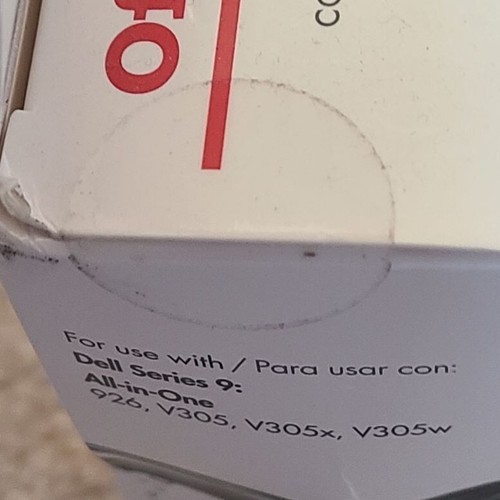 For use with / Para usar con:
Dell Series 9:
All-in-One
926, V305, V305x, V305w